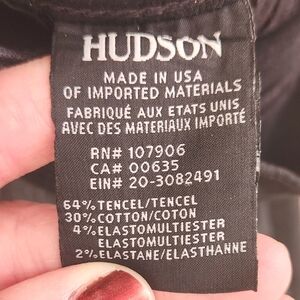 HUDSON
MADE IN USA
OF IMPORTED MATERIALS
FABRIQUÉ AUX ETATS UNIS
AVEC DES MATERIAUX IMPORTÉ
RN# 107906
CA# 00635
EIN# 20-3082491
64% TENCEL/TENCEL
30% COTTON/COTON
4% ELASTOMULTIESTER
ELASTOMULTIESTER
2% ELASTANE/ELASTHANNE